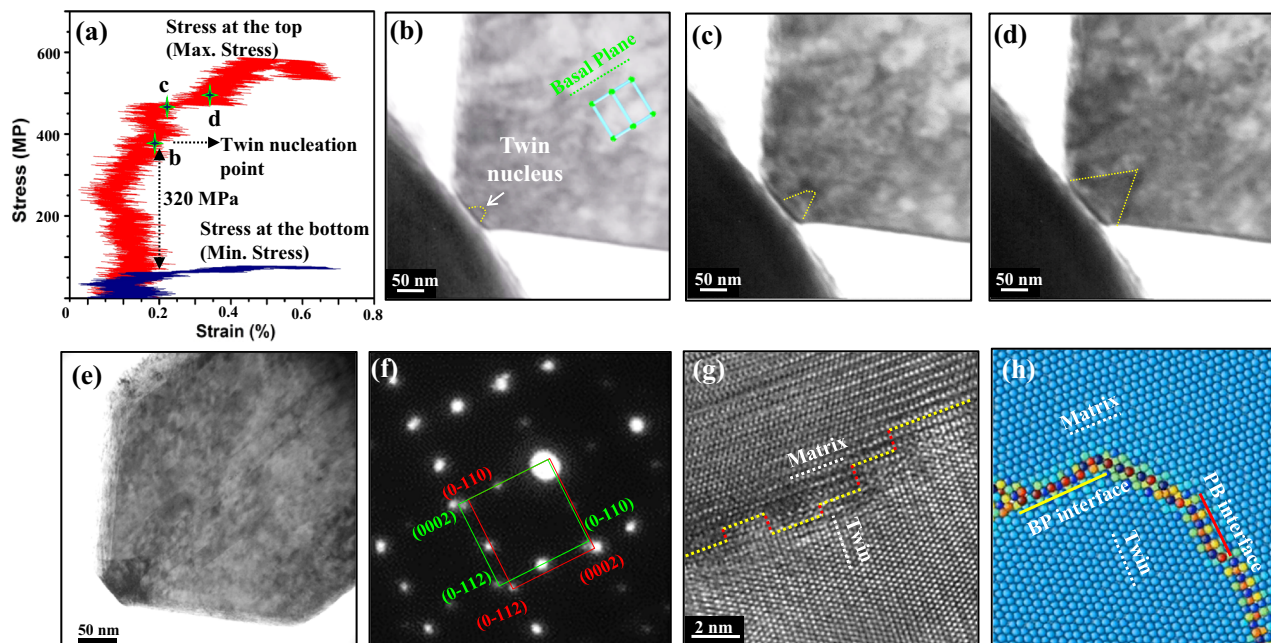 (a)
Stress at the top
(Max. Stress)
600
400
200
0
Stress (MP)
c
d
b
Twin nucleation
point
320 MPa
Stress at the bottom
(Min. Stress)
0
0.2
0.4
0.6
0.8
Strain (%)
(b)
Basal Plane
Twin
nucleus
50 nm
(c)
50 nm
(d)
50 nm
(e)
50 nm
(f)
(0-110)
(0002)
(0-110)
(0-112)
(0002)
(0-112)
(g)
Matrix
Twin
2 nm
(h)
Matrix
BP interface
PB interface
Twin